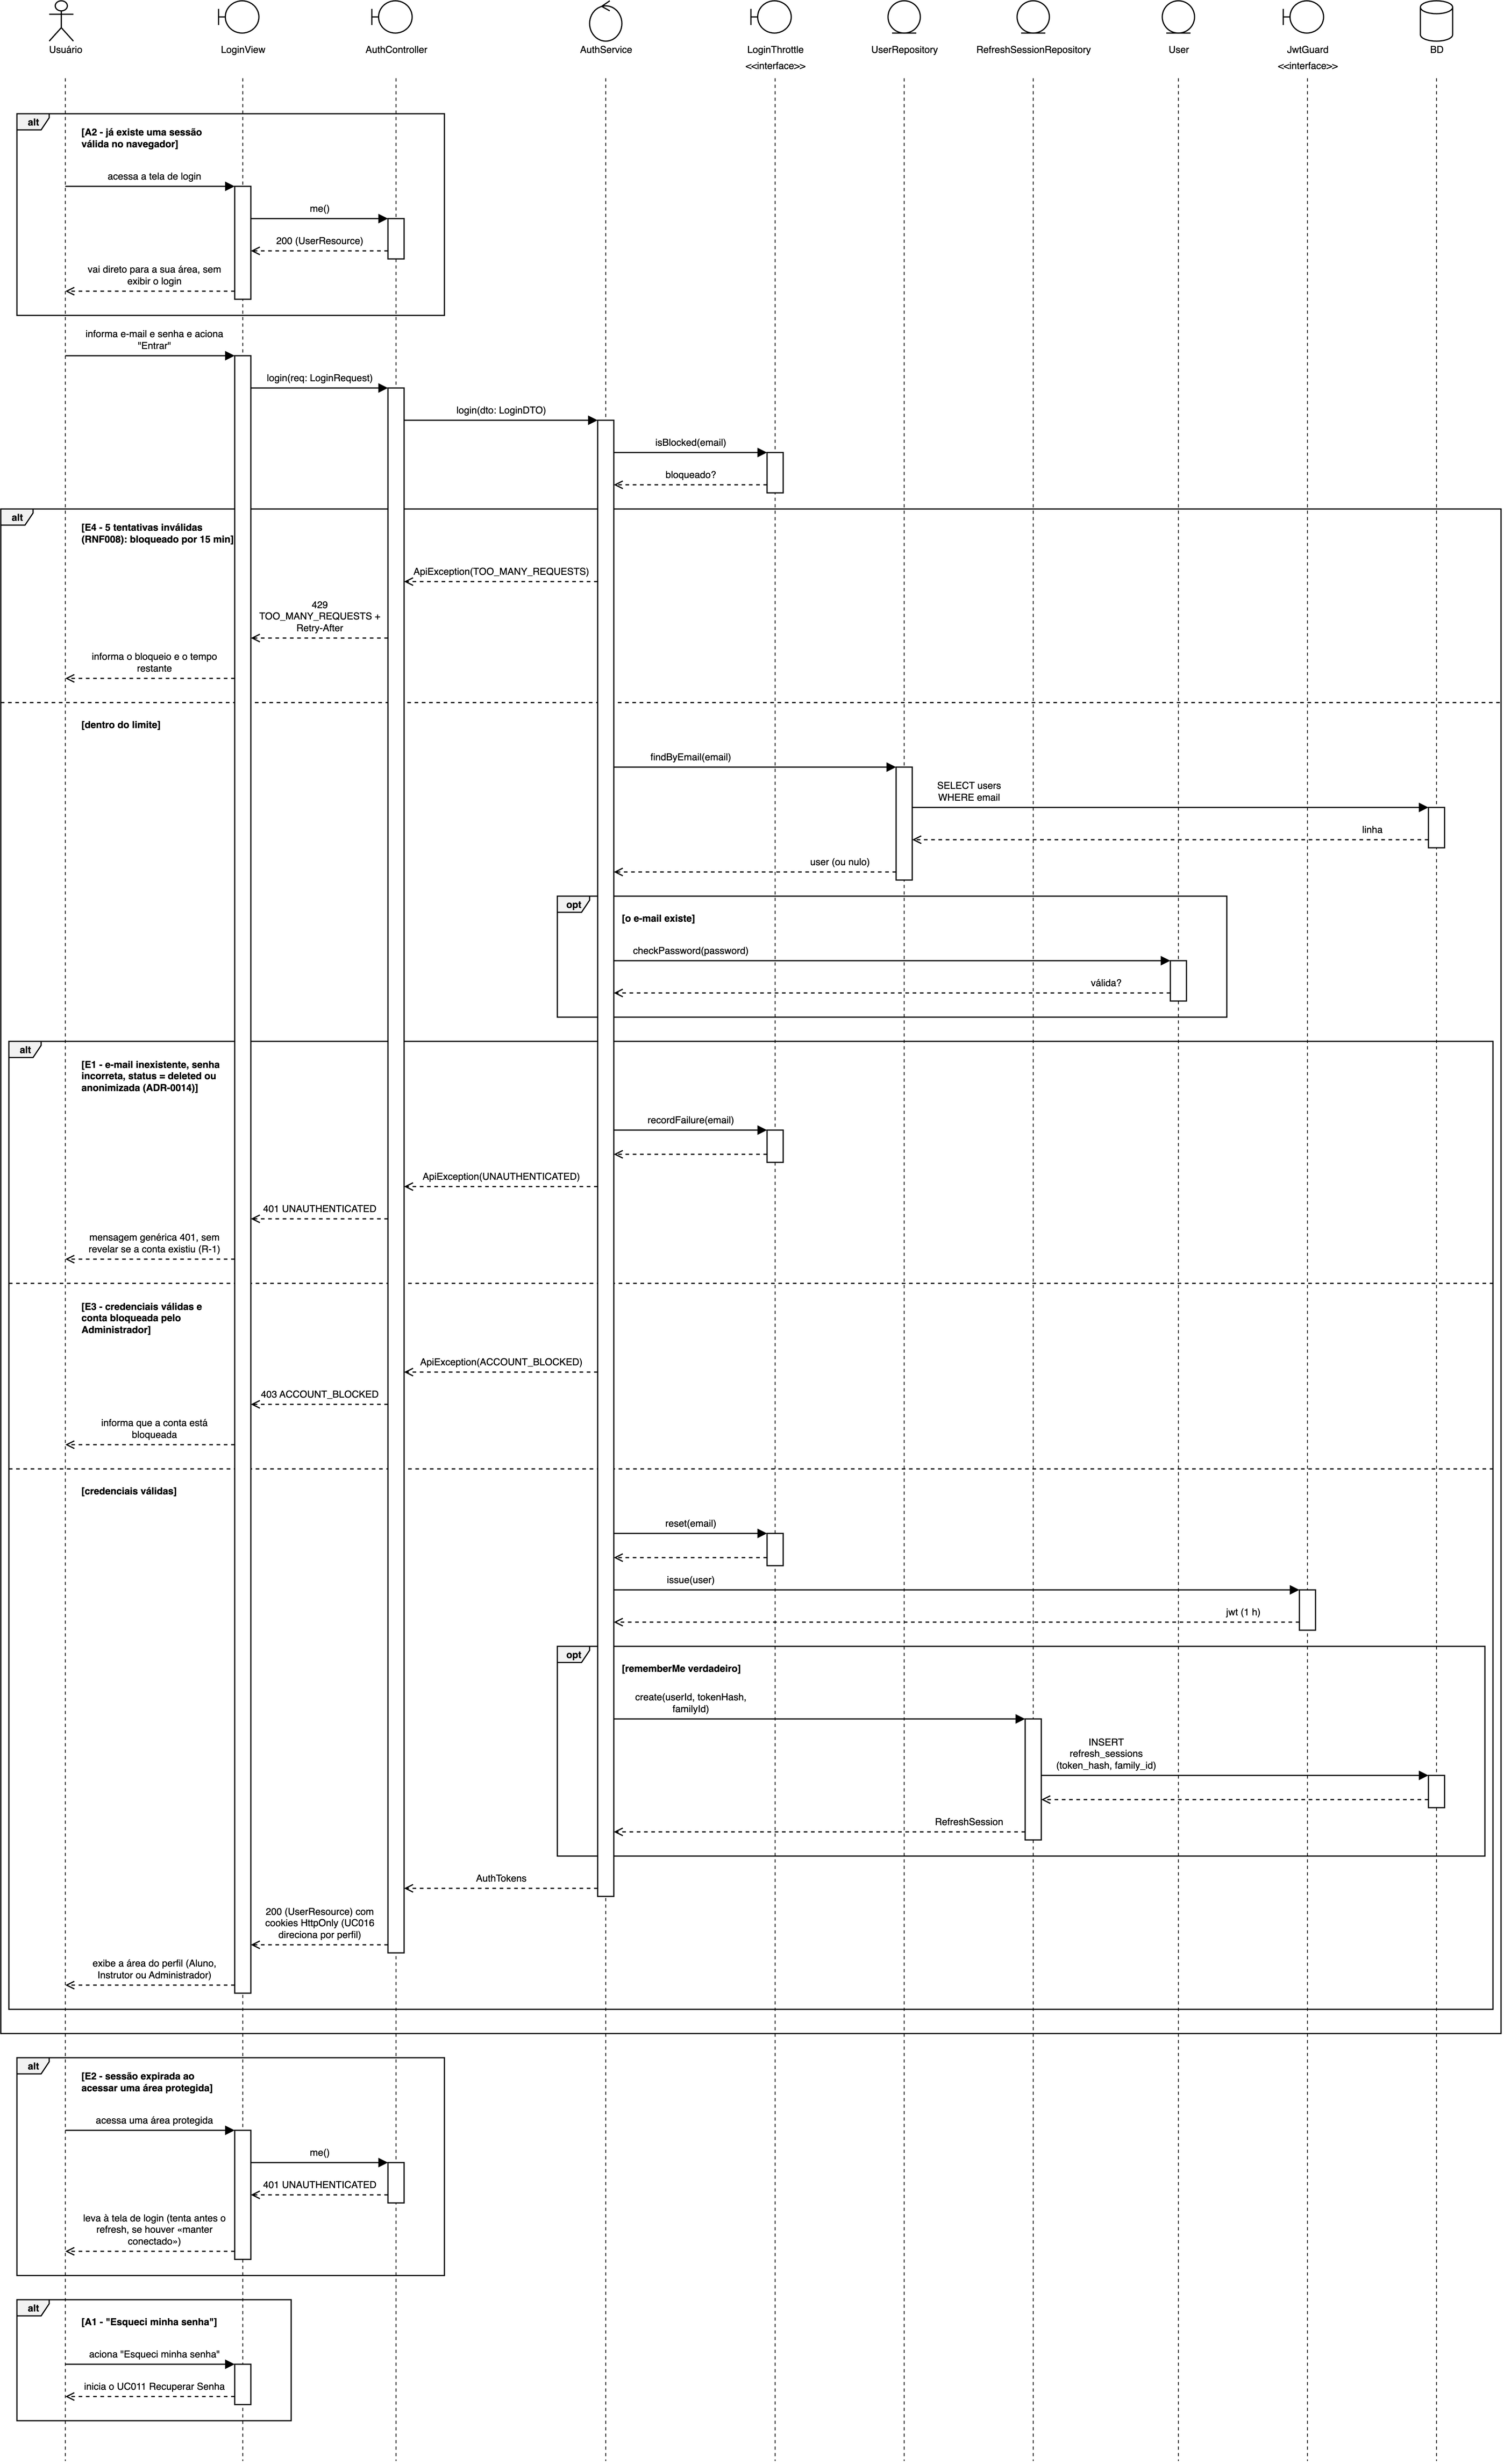 Usuário
LoginView
AuthController
AuthService
LoginThrottle
<<interface>>
UserRepository
RefreshSessionRepository
User
JwtGuard
<<interface>>
BD
alt
[A2 - já existe uma sessão
válida no navegador]
acessa a tela de login
me()
200 (UserResource)
vai direto para a sua área, sem
exibir o login
informa e-mail e senha e aciona
"Entrar"
login(req: LoginRequest)
login(dto: LoginDTO)
isBlocked(email)
bloqueado?
alt
[E4 - 5 tentativas inválidas
(RNF008): bloqueado por 15 min]
ApiException(TOO_MANY_REQUESTS)
429
TOO_MANY_REQUESTS +
Retry-After
informa o bloqueio e o tempo
restante
[dentro do limite]
findByEmail(email)
SELECT users
WHERE email
linha
user (ou nulo)
opt
[o e-mail existe]
checkPassword(password)
válida?
alt
[E1 - e-mail inexistente, senha
incorreta, status = deleted ou
anonimizada (ADR-0014)]
recordFailure(email)
ApiException(UNAUTHENTICATED)
401 UNAUTHENTICATED
mensagem genérica 401, sem
revelar se a conta existiu (R-1)
[E3 - credenciais válidas e
conta bloqueada pelo
Administrador]
ApiException(ACCOUNT_BLOCKED)
403 ACCOUNT_BLOCKED
informa que a conta está
bloqueada
[credenciais válidas]
reset(email)
issue(user)
jwt (1 h)
opt
[rememberMe verdadeiro]
create(userId, tokenHash,
familyId)
INSERT
refresh_sessions
(token_hash, family_id)
RefreshSession
AuthTokens
200 (UserResource) com
cookies HttpOnly (UC016
direciona por perfil)
exibe a área do perfil (Aluno,
Instrutor ou Administrador)
alt
[E2 - sessão expirada ao
acessar uma área protegida]
acessa uma área protegida
me()
401 UNAUTHENTICATED
leva à tela de login (tenta antes o
refresh, se houver «manter
conectado»)
alt
[A1 - "Esqueci minha senha"]
aciona "Esqueci minha senha"
inicia o UC011 Recuperar Senha